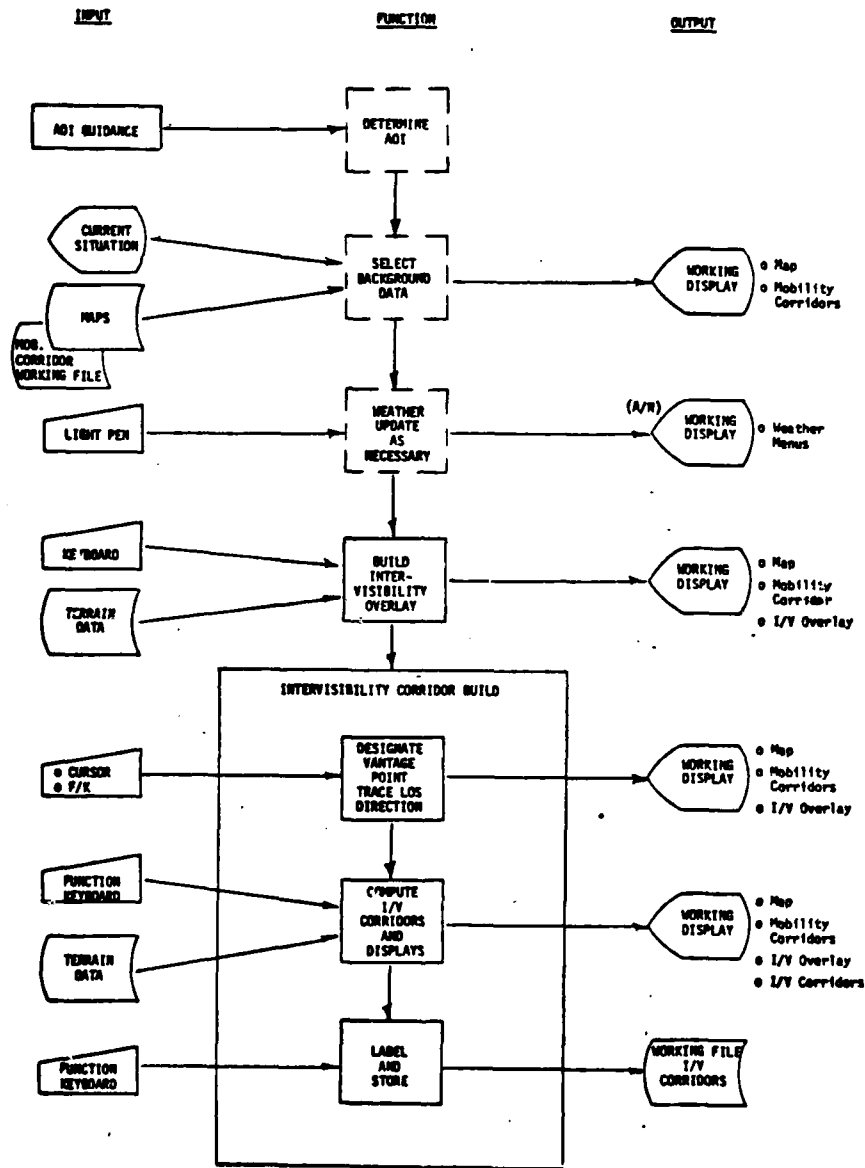 INPUT
FUNCTION
OUTPUT
AOI GUIDANCE
DETERMINE
AOI
CURRENT
SITUATION
MAPS
MOB.
CORRIDOR
WORKING FILE
SELECT
BACKGROUND
DATA
WORKING
DISPLAY
o Map
o Mobility
Corridors
LIGHT PEN
WEATHER
UPDATE
AS
NECESSARY
(A/N)
WORKING
DISPLAY
o Weather
Menus
KEYBOARD
TERRAIN
DATA
BUILD
INTER-
VISIBILITY
OVERLAY
WORKING
DISPLAY
o Map
o Mobility
Corridor
o I/V Overlay
INTERVISIBILITY CORRIDOR BUILD
o CURSOR
o F/K
DESIGNATE
VANTAGE
POINT
TRACE LOS
DIRECTION
WORKING
DISPLAY
o Map
o Mobility
Corridors
o I/V Overlay
FUNCTION
KEYBOARD
TERRAIN
DATA
COMPUTE
I/V
CORRIDORS
AND
DISPLAYS
WORKING
DISPLAY
o Map
o Mobility
Corridors
o I/V Overlay
o I/V Corridors
FUNCTION
KEYBOARD
LABEL
AND
STORE
WORKING FILE
I/V
CORRIDORS